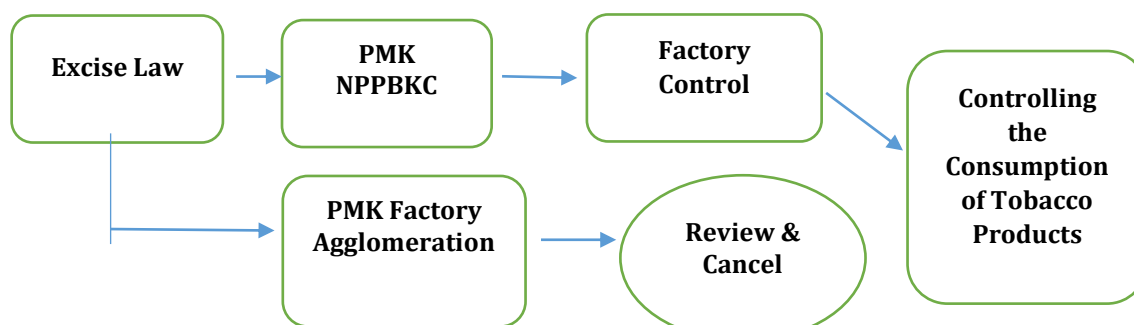 Excise Law
PMK
NPPBKC
Factory
Control
Controlling
the
Consumption
of Tobacco
Products
PMK Factory
Agglomeration
Review &
Cancel